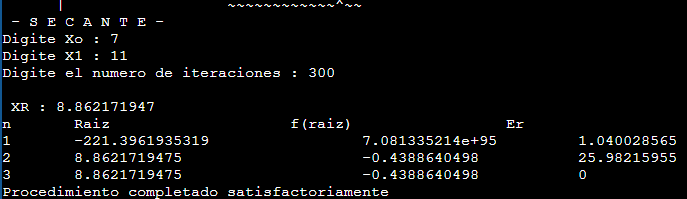 | ~~~~~~~~~~~~^~~
- S E C A N T E -
Digite Xo : 7
Digite X1 : 11
Digite el numero de iteraciones : 300
XR : 8.862171947
n Raiz f(raiz) Er
1 -221.3961935319 7.081335214e+95 1.040028565
2 8.8621719475 -0.4388640498 25.98215955
3 8.8621719475 -0.4388640498 0
Procedimiento completado satisfactoriamente